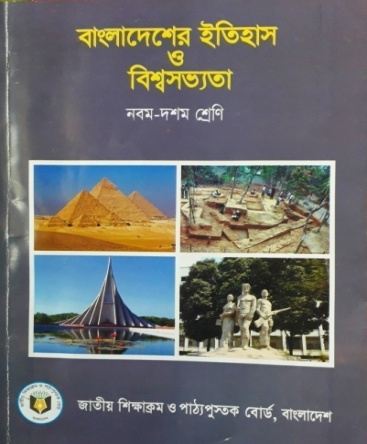 বাংলাদেশের ইতিহাস
ও
বিশ্বসভ্যতা
নবম-দশম শ্রেণি
জাতীয় শিক্ষাক্রম ও পাঠ্যপুস্তক বোর্ড, বাংলাদেশ